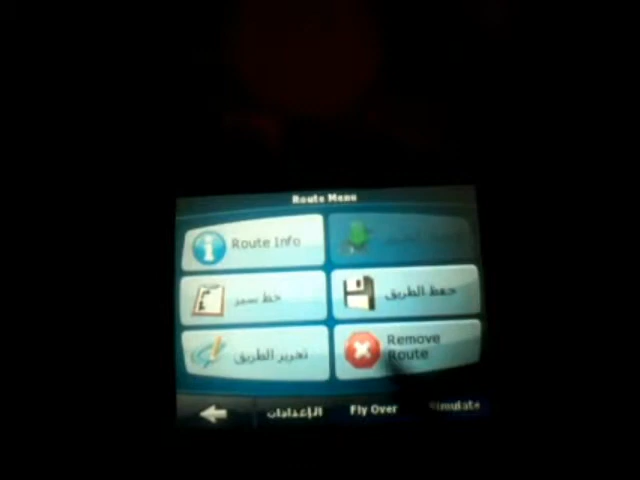 Route Menu
Route Info
خط سير
حفظ الطريق
تحرير الطريق
Remove
Route
الإعدادات
Fly Over
Simulate